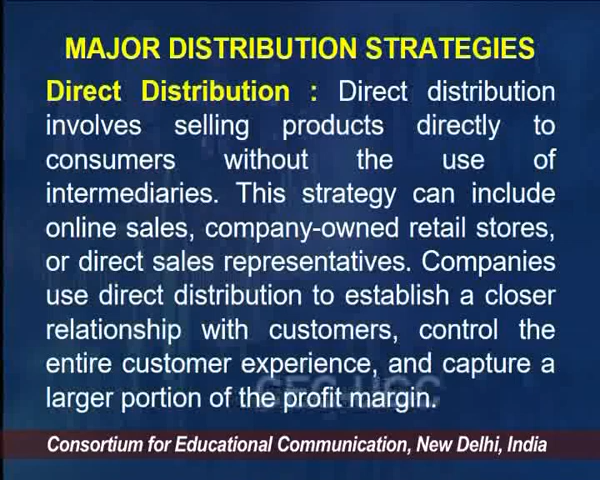 MAJOR DISTRIBUTION STRATEGIES
Direct Distribution : Direct distribution
involves selling products directly to
consumers without the use of
intermediaries. This strategy can include
online sales, company-owned retail stores,
or direct sales representatives. Companies
use direct distribution to establish a closer
relationship with customers, control the
entire customer experience, and capture a
larger portion of the profit margin.
Consortium for Educational Communication, New Delhi, India